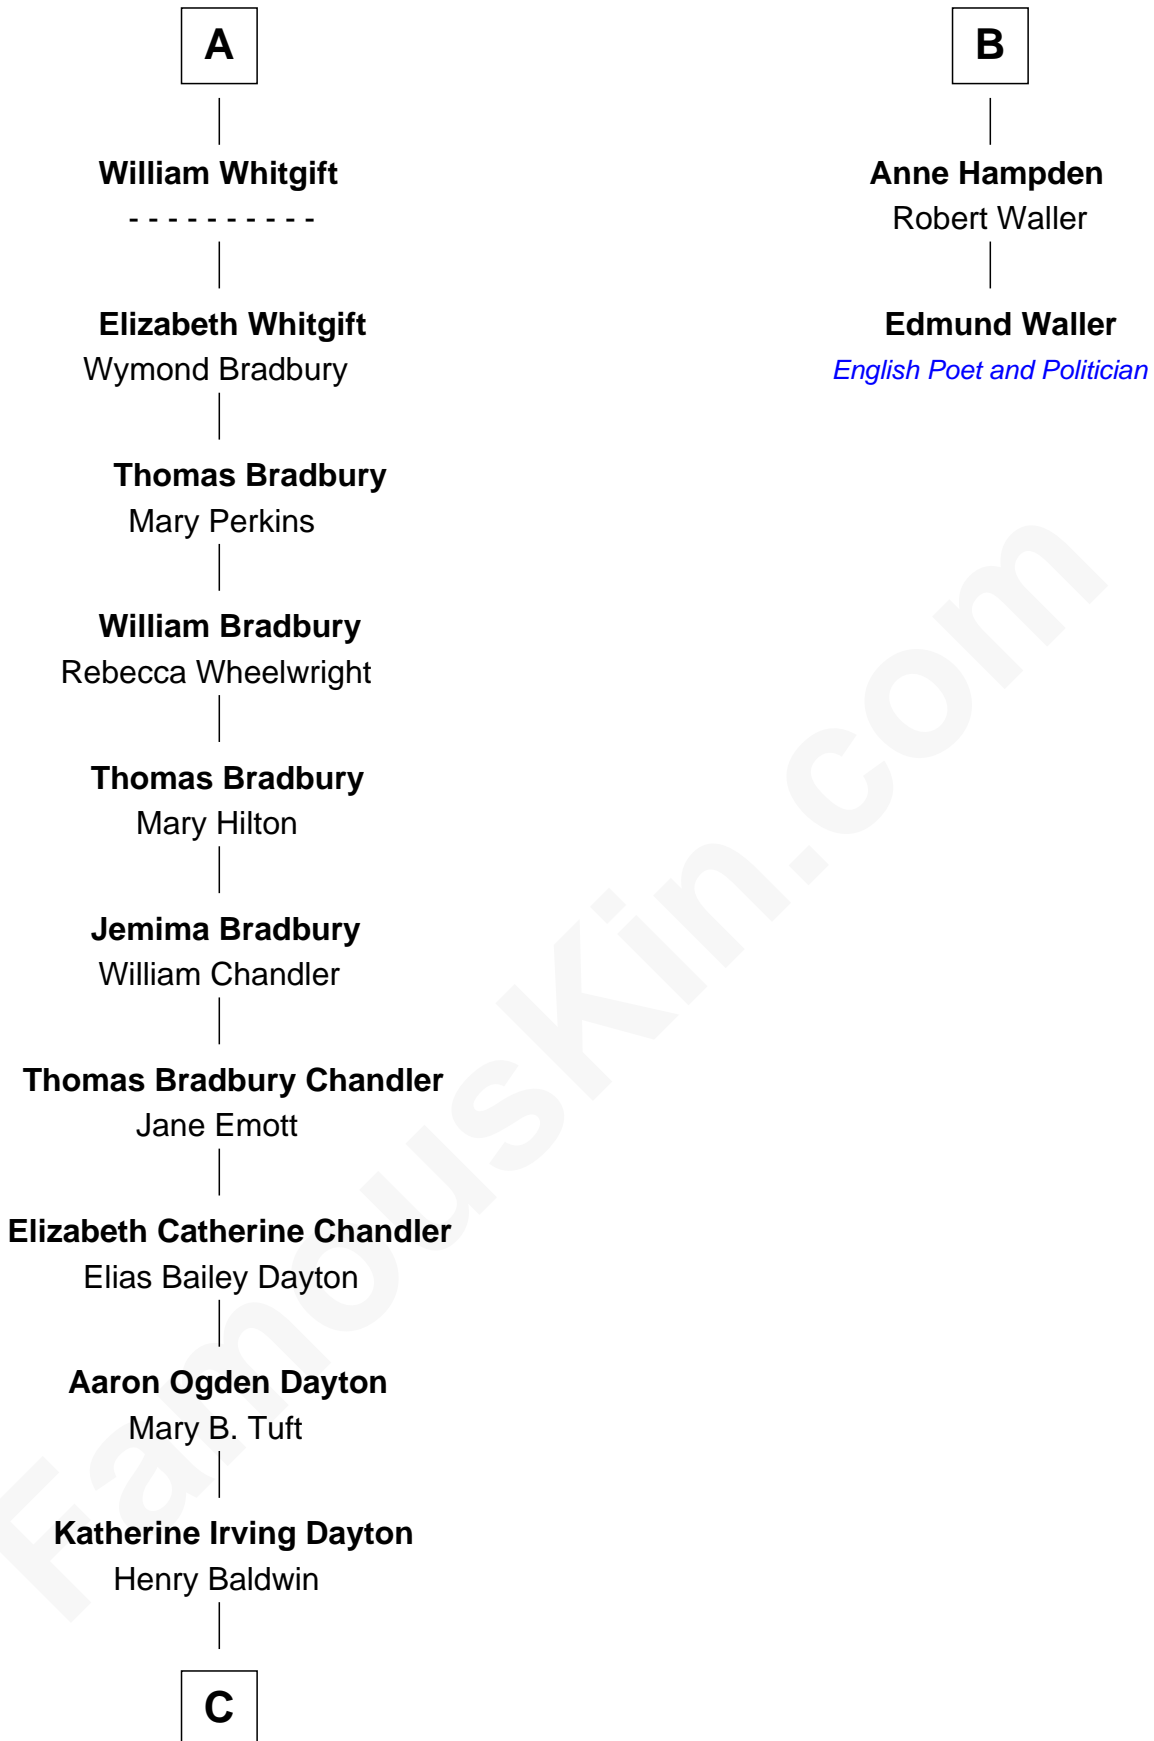 A
William Whitgift
- - - - - - - - - -
Elizabeth Whitgift
Wymond Bradbury
Thomas Bradbury
Mary Perkins
William Bradbury
Rebecca Wheelwright
Thomas Bradbury
Mary Hilton
Jemima Bradbury
William Chandler
Thomas Bradbury Chandler
Jane Emott
Elizabeth Catherine Chandler
Elias Bailey Dayton
Aaron Ogden Dayton
Mary B. Tuft
Katherine Irving Dayton
Henry Baldwin
C
B
Anne Hampden
Robert Waller
Edmund Waller
English Poet and Politician
FamousKin.com